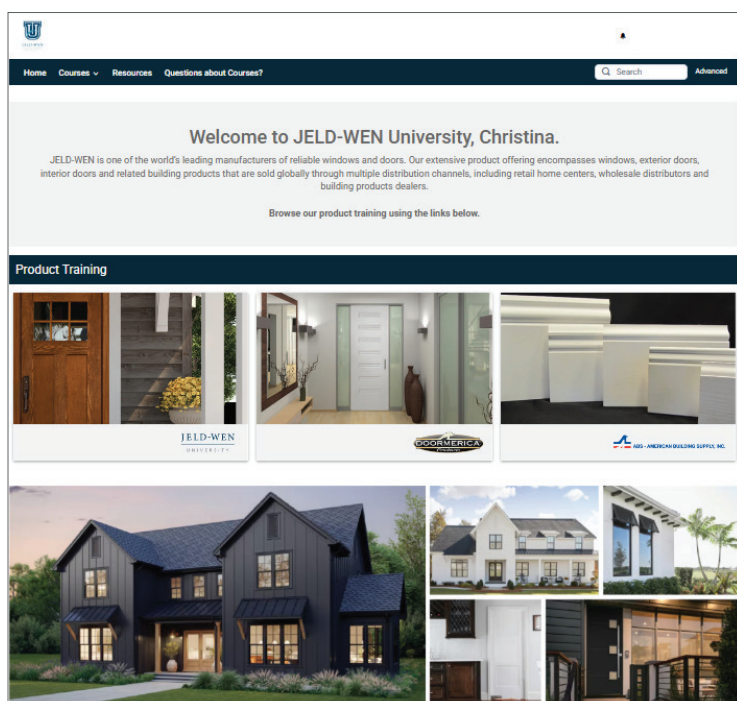 JELD-WEN
Home Courses Resources Questions about Courses? Search Advanced
Welcome to JELD-WEN University, Christina.
JELD-WEN is one of the world's leading manufacturers of reliable windows and doors. Our extensive product offering encompasses windows, exterior doors,
interior doors and related building products that are sold globally through multiple distribution channels, including retail home centers, wholesale distributors and
building products dealers.
Browse our product training using the links below.
Product Training
JELD-WEN
UNIVERSITY
DOORMERICA
Products
ABS - AMERICAN BUILDING SUPPLY, INC.